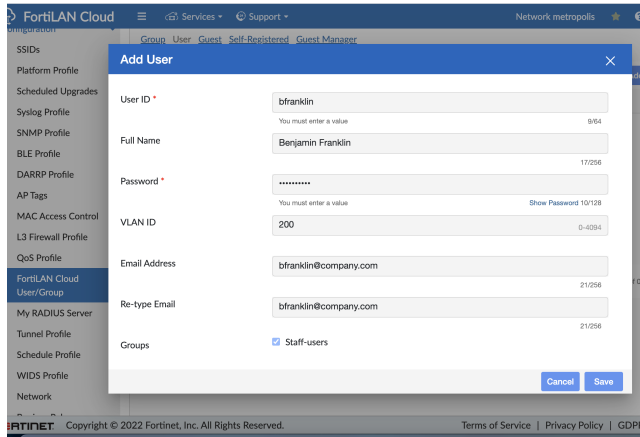 FortiLAN Cloud
Services
Support
Network metropolis
SSIDs
Platform Profile
Scheduled Upgrades
Syslog Profile
SNMP Profile
BLE Profile
DARRP Profile
AP Tags
MAC Access Control
L3 Firewall Profile
QoS Profile
FortiLAN Cloud
User/Group
My RADIUS Server
Tunnel Profile
Schedule Profile
WIDS Profile
Network
Group User Guest Self-Registered Guest Manager
Add User
User ID *
bfranklin
You must enter a value 9/64
Full Name
Benjamin Franklin
17/256
Password *
••••••••••
You must enter a value Show Password 10/128
VLAN ID
200 0-4094
Email Address
bfranklin@company.com
21/256
Re-type Email
bfranklin@company.com
21/256
Groups
Staff-users
Cancel Save
Copyright © 2022 Fortinet, Inc. All Rights Reserved. Terms of Service | Privacy Policy | GDP